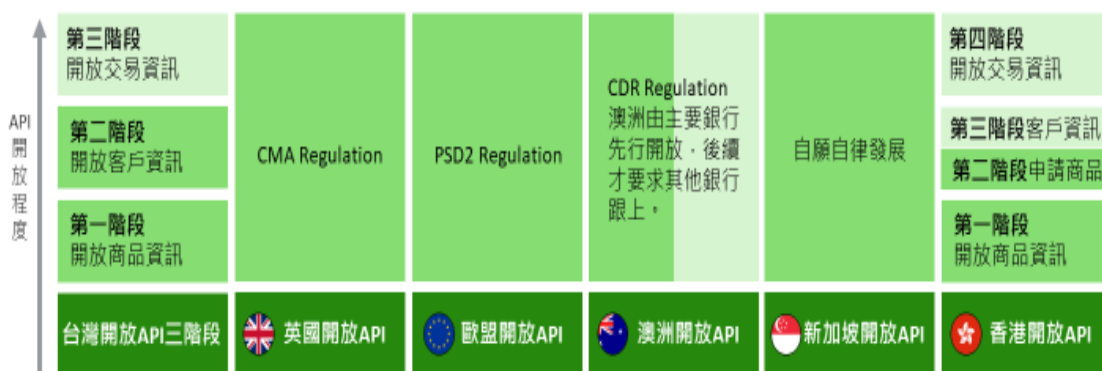 API
開
放
程
度
第三階段
開放交易資訊
第二階段
開放客戶資訊
第一階段
開放商品資訊
台灣開放API三階段
CMA Regulation
英國開放API
PSD2 Regulation
歐盟開放API
CDR Regulation
澳洲由主要銀行
先行開放，後續
才要求其他銀行
跟上。
澳洲開放API
自願自律發展
新加坡開放API
第四階段
開放交易資訊
第三階段客戶資訊
第二階段申請商品
第一階段
開放商品資訊
香港開放API